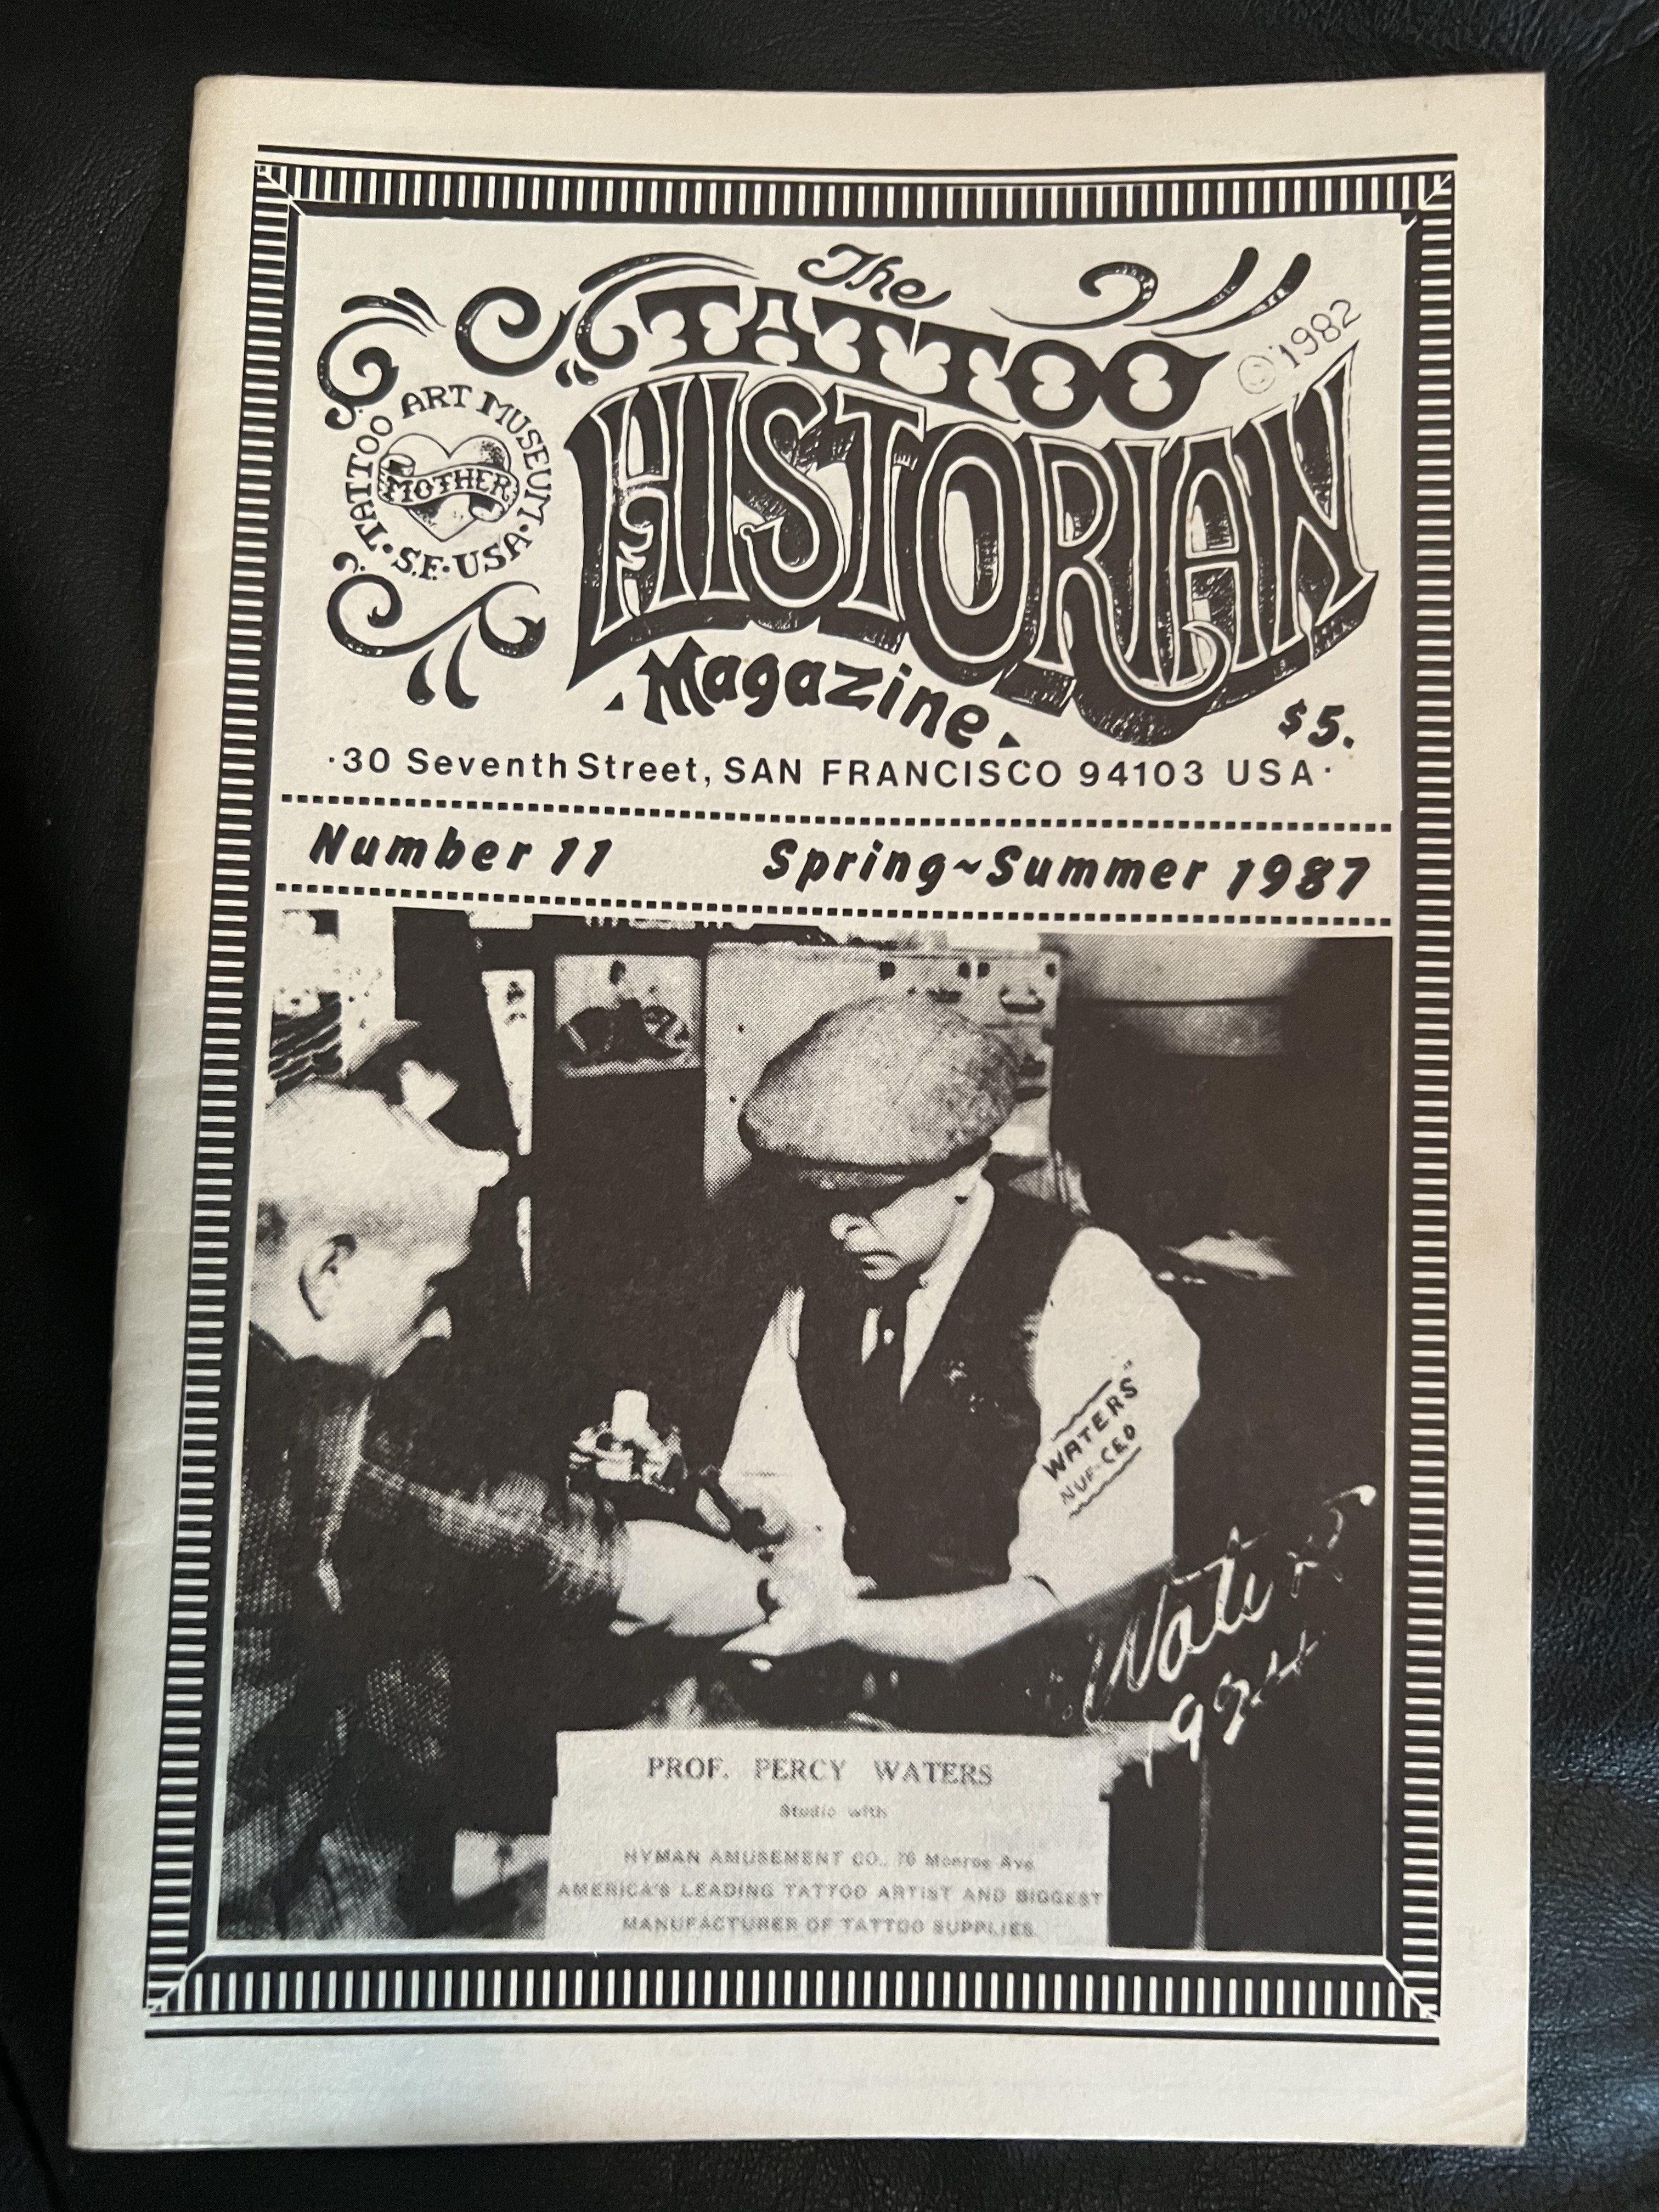 The
TATTOO
©1982
HISTORIAN
TATTOO ART MUSEUM · S.F. · USA ·
MOTHER
Magazine
$5.
·30 Seventh Street, SAN FRANCISCO 94103 USA·
Number 11 Spring~Summer 1987
"WATERS"
NUF-CED
Waters
1924
PROF. PERCY WATERS
Studio with
HYMAN AMUSEMENT CO., 76 Monroe Ave.
AMERICA'S LEADING TATTOO ARTIST AND BIGGEST
MANUFACTURER OF TATTOO SUPPLIES.